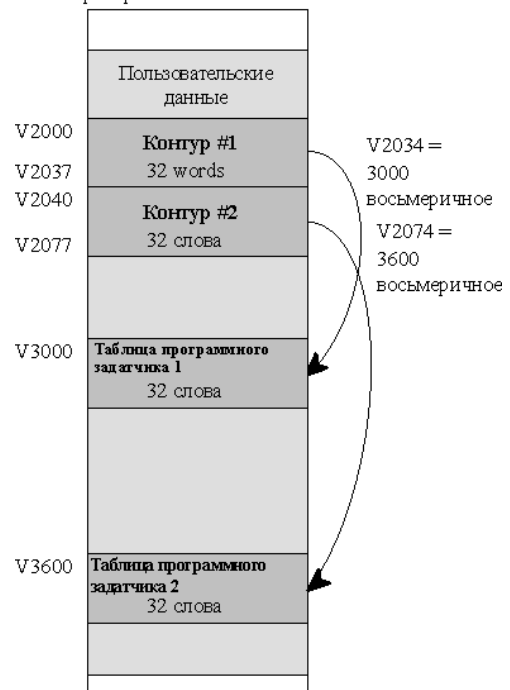 Пользовательские
данные
V2000
Контур #1
V2037
32 words
V2040
Контур #2
V2077
32 слова
V2034 =
3000
восьмеричное
V2074 =
3600
восьмеричное
V3000
Таблица программного
задатчика 1
32 слова
V3600
Таблица программного
задатчика 2
32 слова